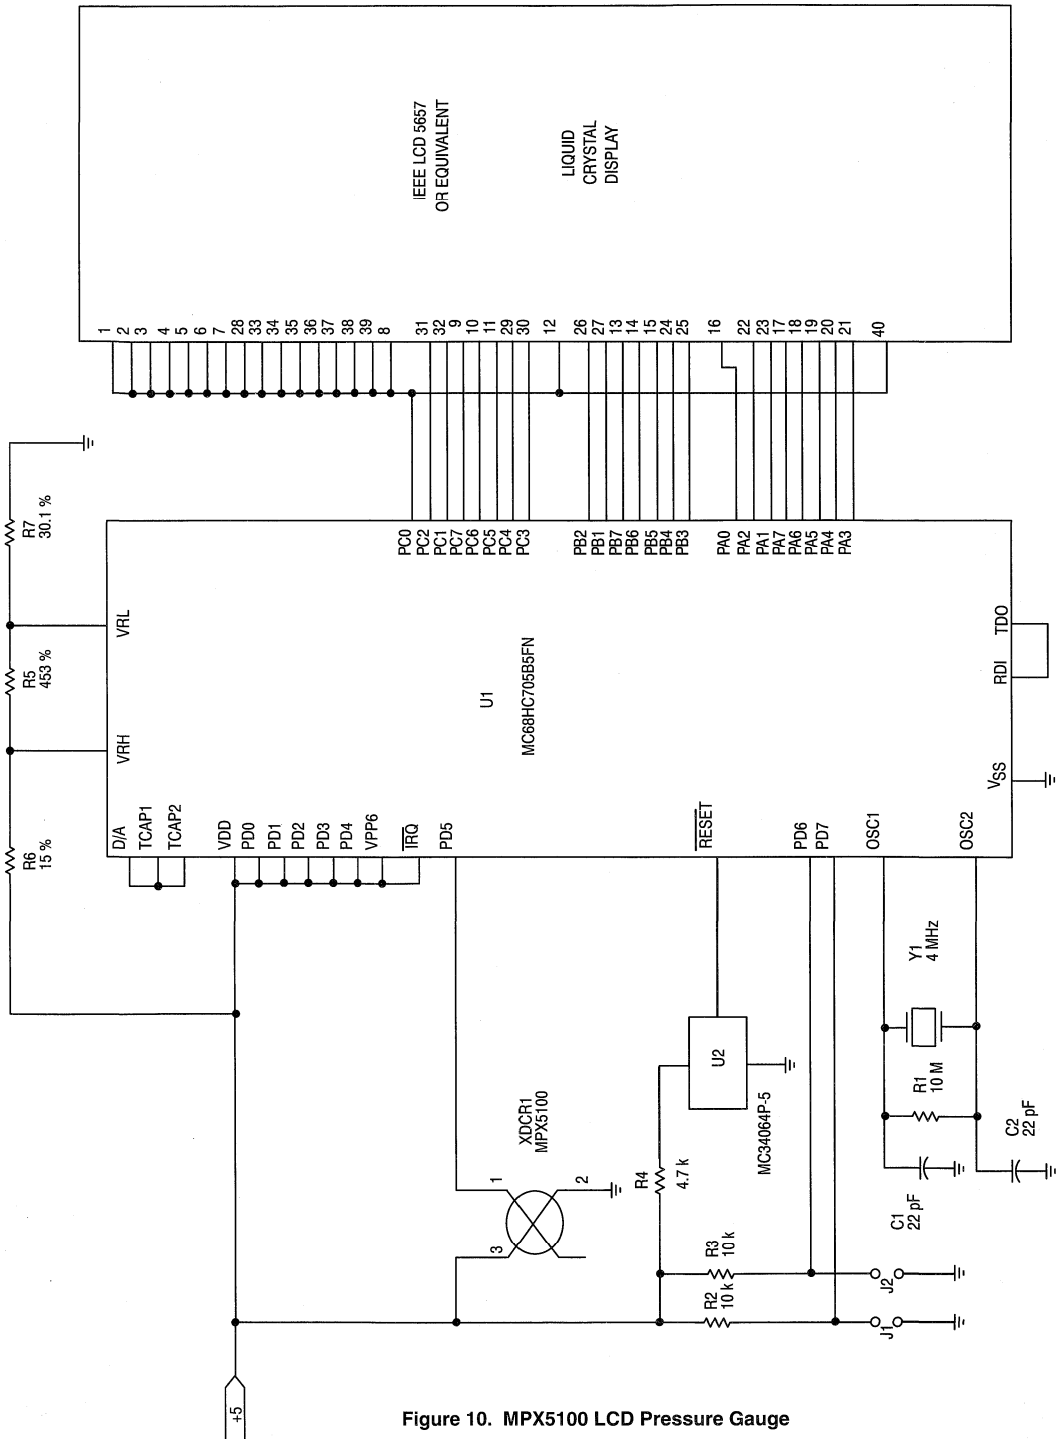 IEEE LCD 5657
OR EQUIVALENT
LIQUID
CRYSTAL
DISPLAY
1
2
3
4
5
6
7
28
33
34
35
36
37
38
39
8
31
32
9
10
11
29
30
12
26
27
13
14
15
24
25
16
22
23
17
18
19
20
21
40
R7
30.1 %
R5
453 %
R6
15 %
PC0
PC2
PC1
PC7
PC6
PC5
PC4
PC3
PB2
PB1
PB7
PB6
PB5
PB4
PB3
PA0
PA2
PA1
PA7
PA6
PA5
PA4
PA3
VRL
VRH
U1
MC68HC705B5FN
TDO
RDI
VSS
D/A
TCAP1
TCAP2
VDD
PD0
PD1
PD2
PD3
PD4
VPP6
IRQ
PD5
RESET
PD6
PD7
OSC1
OSC2
Y1
4 MHz
R1
10 M
C1
22 pF
C2
22 pF
U2
MC34064P-5
XDCR1
MPX5100
1
2
3
R4
4.7 k
R3
10 k
R2
10 k
J2
J1
+5
Figure 10. MPX5100 LCD Pressure Gauge